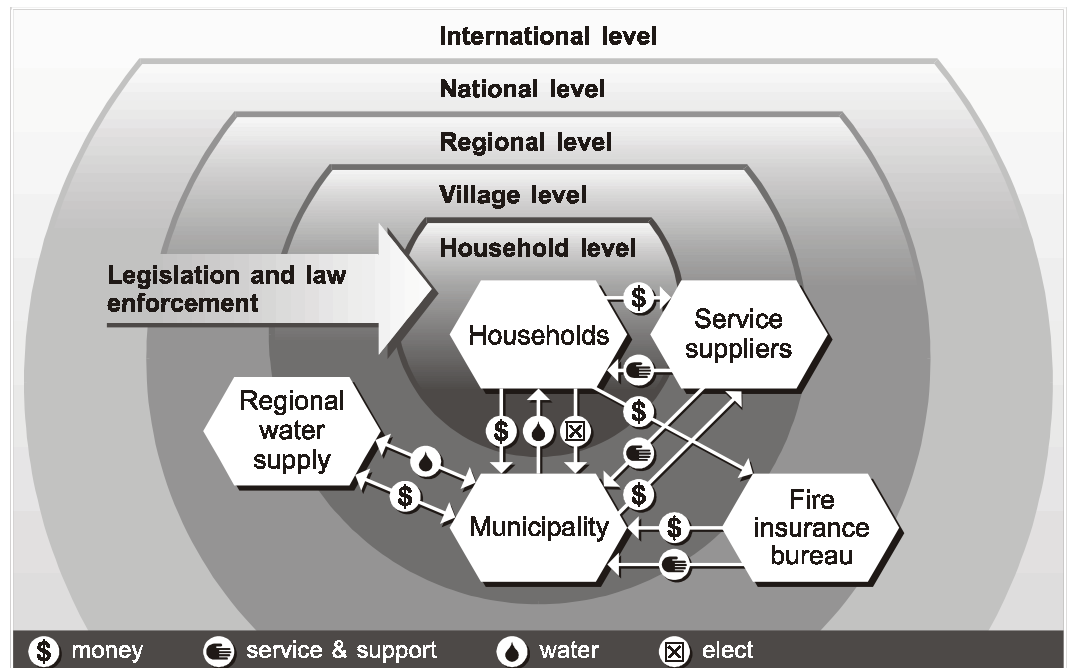 International level
National level
Regional level
Village level
Household level
Legislation and law
enforcement
Households
Service
suppliers
$
$
$
Regional
water
supply
$
$
Municipality
$
Fire
insurance
bureau
$ money
service & support
water
elect